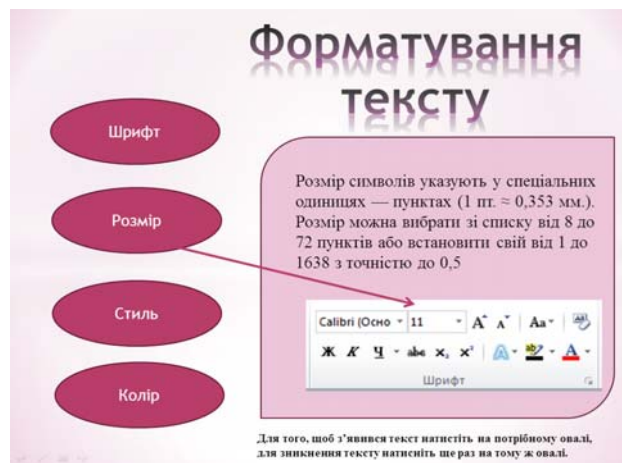 Форматування
тексту
Шрифт
Розмір
Стиль
Колір
Розмір символів указують у спеціальних
одиницях — пунктах (1 пт. ≈ 0,353 мм.).
Розмір можна вибрати зі списку від 8 до
72 пунктів або встановити свій від 1 до
1638 з точністю до 0,5
Calibri (Осно 11 A A Aa
Ж К Ч abc x₂ x² A ab A
Шрифт
Для того, щоб з’явився текст натистіть на потрібному овалі,
для зникнення тексту натисніть ще раз на тому ж овалі.